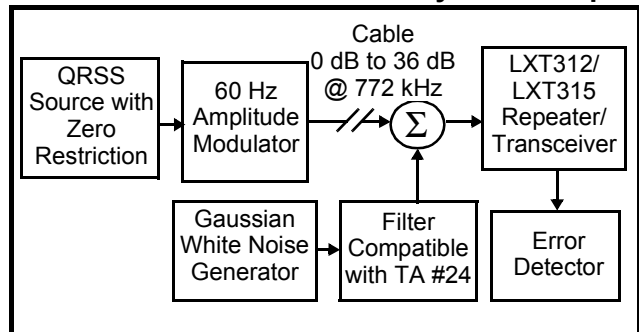 QRSS
Source with
Zero
Restriction
60 Hz
Amplitude
Modulator
Cable
0 dB to 36 dB
@ 772 kHz
Σ
LXT312/
LXT315
Repeater/
Transceiver
Gaussian
White Noise
Generator
Filter
Compatible
with TA #24
Error
Detector